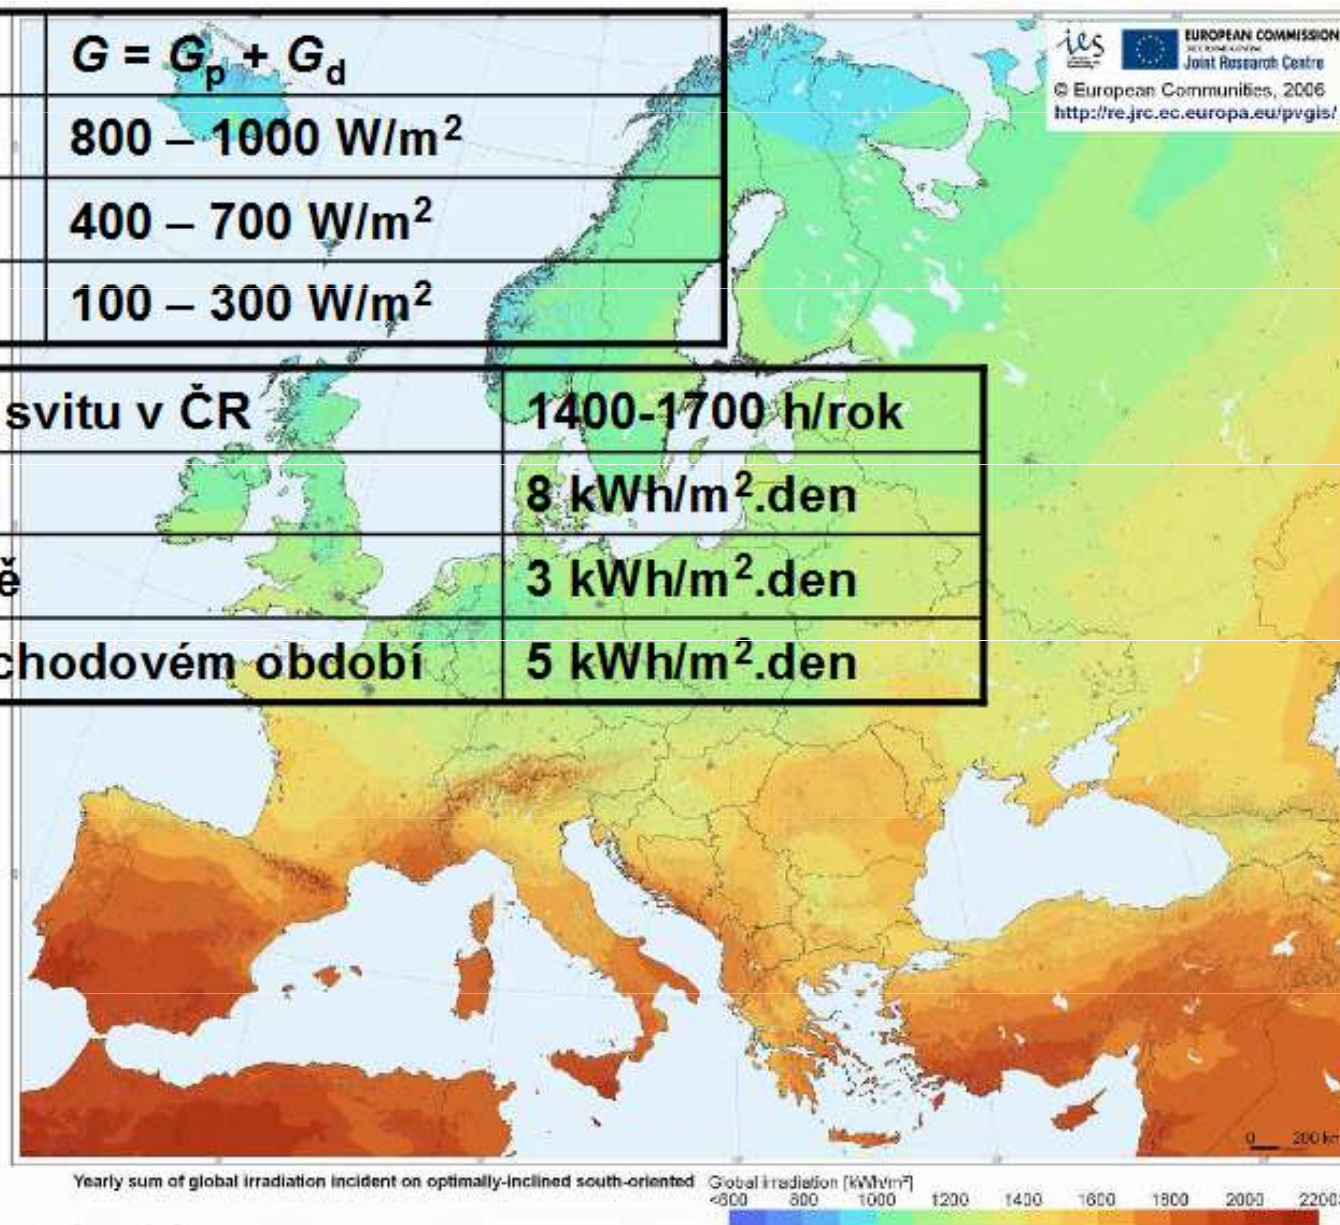 G = Gp + Gd
800 – 1000 W/m²
400 – 700 W/m²
100 – 300 W/m²
ies
EUROPEAN COMMISSION
Joint Research Centre
© European Communities, 2006
http://re.jrc.ec.europa.eu/pvgis/
svitu v ČR 1400-1700 h/rok
8 kWh/m².den
ě 3 kWh/m².den
chodovém období 5 kWh/m².den
0 200 km
Yearly sum of global irradiation incident on optimally-inclined south-oriented
Global irradiation [kWh/m²]
<600 800 1000 1200 1400 1600 1800 2000 2200